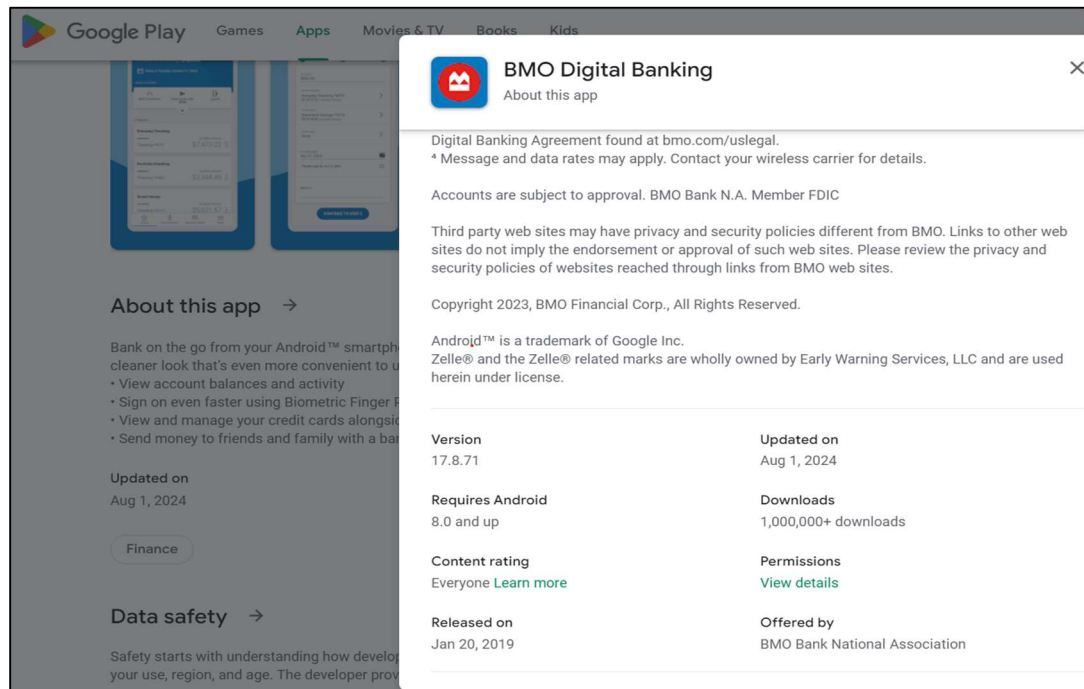 Google Play
Games
Apps
Movies & TV
Books
Kids
BMO Digital Banking
About this app
Digital Banking Agreement found at bmo.com/uslegal.
⁴ Message and data rates may apply. Contact your wireless carrier for details.
Accounts are subject to approval. BMO Bank N.A. Member FDIC
Third party web sites may have privacy and security policies different from BMO. Links to other web
sites do not imply the endorsement or approval of such web sites. Please review the privacy and
security policies of websites reached through links from BMO web sites.
Copyright 2023, BMO Financial Corp., All Rights Reserved.
Android™ is a trademark of Google Inc.
Zelle® and the Zelle® related marks are wholly owned by Early Warning Services, LLC and are used
herein under license.
Version
17.8.71
Updated on
Aug 1, 2024
Requires Android
8.0 and up
Downloads
1,000,000+ downloads
Content rating
Everyone Learn more
Permissions
View details
Released on
Jan 20, 2019
Offered by
BMO Bank National Association
About this app →
Bank on the go from your Android™
cleaner look that's even more convenient to
• View account balances and activity
• Sign on even faster using Biometric Finger
• View and manage your credit cards
• Send money to friends and family with a
Updated on
Aug 1, 2024
Finance
Data safety →
Safety starts with understanding how
your use, region, and age. The developer